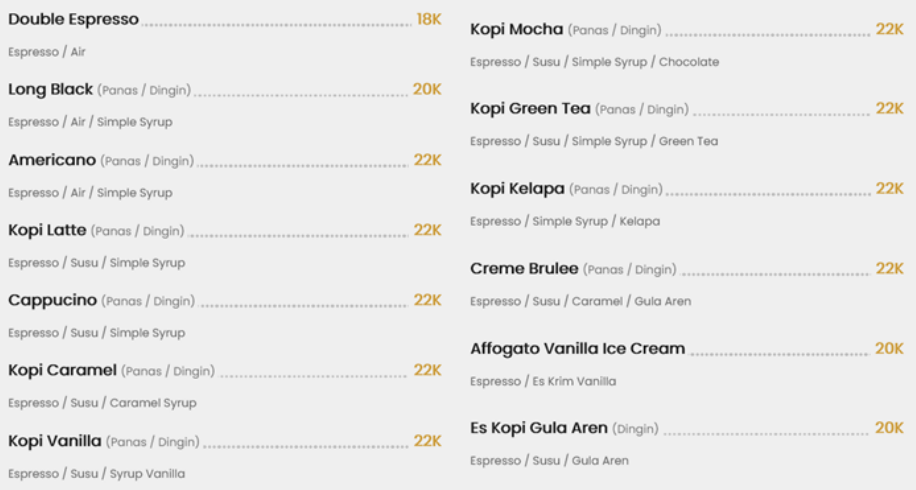 Double Espresso 18K
Espresso / Air
Long Black (Panas / Dingin) 20K
Espresso / Air / Simple Syrup
Americano (Panas / Dingin) 22K
Espresso / Air / Simple Syrup
Kopi Latte (Panas / Dingin) 22K
Espresso / Susu / Simple Syrup
Cappucino (Panas / Dingin) 22K
Espresso / Susu / Simple Syrup
Kopi Caramel (Panas / Dingin) 22K
Espresso / Susu / Caramel Syrup
Kopi Vanilla (Panas / Dingin) 22K
Espresso / Susu / Syrup Vanilla
Kopi Mocha (Panas / Dingin) 22K
Espresso / Susu / Simple Syrup / Chocolate
Kopi Green Tea (Panas / Dingin) 22K
Espresso / Susu / Simple Syrup / Green Tea
Kopi Kelapa (Panas / Dingin) 22K
Espresso / Simple Syrup / Kelapa
Creme Brulee (Panas / Dingin) 22K
Espresso / Susu / Caramel / Gula Aren
Affogato Vanilla Ice Cream 20K
Espresso / Es Krim Vanilla
Es Kopi Gula Aren (Dingin) 20K
Espresso / Susu / Gula Aren